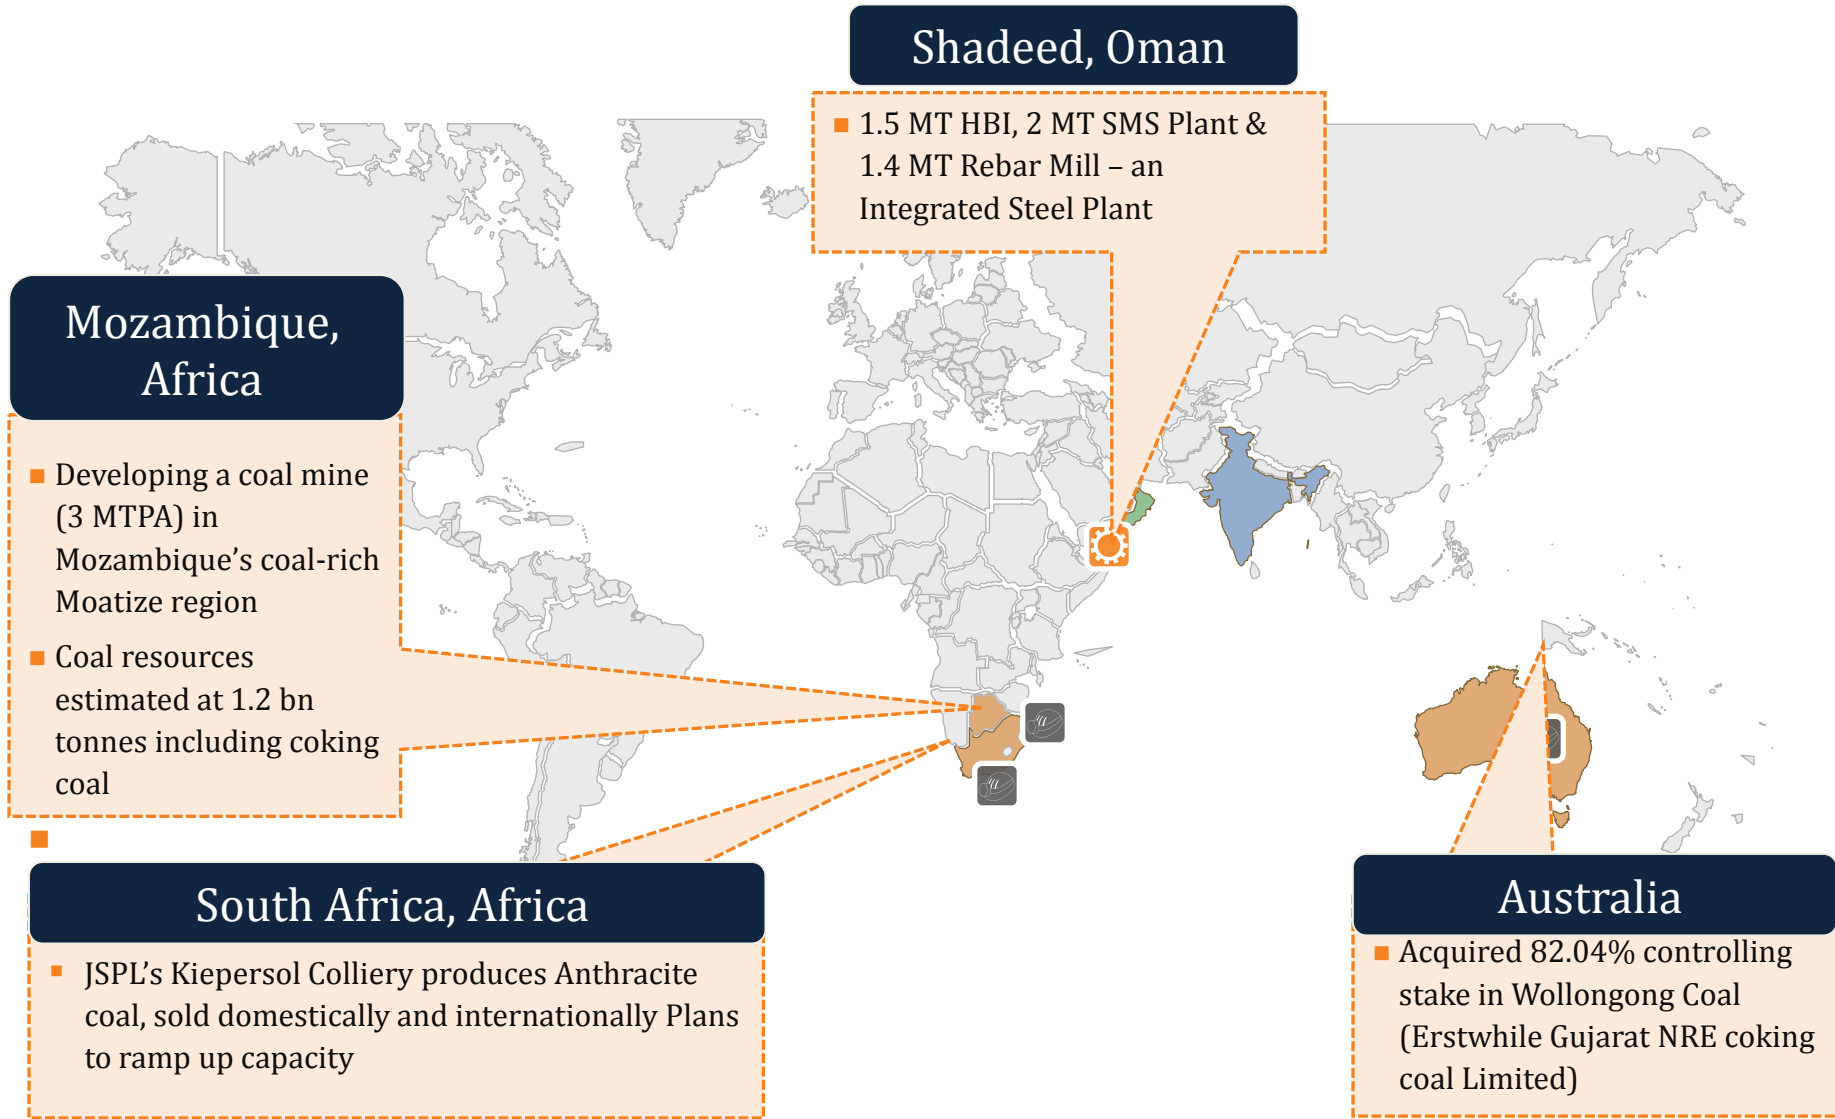 Shadeed, Oman
■ 1.5 MT HBI, 2 MT SMS Plant &
1.4 MT Rebar Mill – an
Integrated Steel Plant
Mozambique,
Africa
■ Developing a coal mine
(3 MTPA) in
Mozambique's coal-rich
Moatize region
■ Coal resources
estimated at 1.2 bn
tonnes including coking
coal
South Africa, Africa
■ JSPL's Kiepersol Colliery produces Anthracite
coal, sold domestically and internationally Plans
to ramp up capacity
Australia
■ Acquired 82.04% controlling
stake in Wollongong Coal
(Erstwhile Gujarat NRE coking
coal Limited)